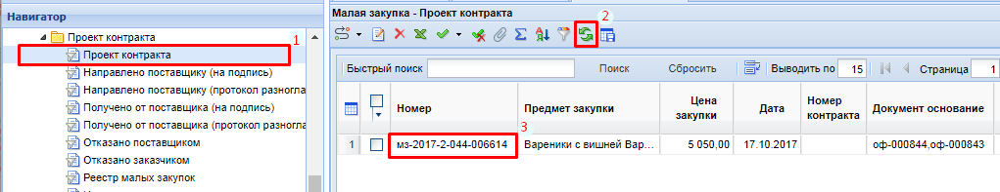 Навигатор
Проект контракта
1
Проект контракта
Направлено поставщику (на подпись)
Направлено поставщику (протокол разногла
Получено от поставщика (на подпись)
Получено от поставщика (протокол разногла
Отказано поставщиком
Отказано заказчиком
Реестр малых закупок
Малая закупка - Проект контракта
2
Быстрый поиск Поиск Сбросить Выводить по 15 Страница 1
Номер Предмет закупки Цена закупки Дата Номер контракта Документ основание
3
1 мз-2017-2-044-006614 Вареники с вишней Вар... 5 050,00 17.10.2017 оф-000844,оф-000843